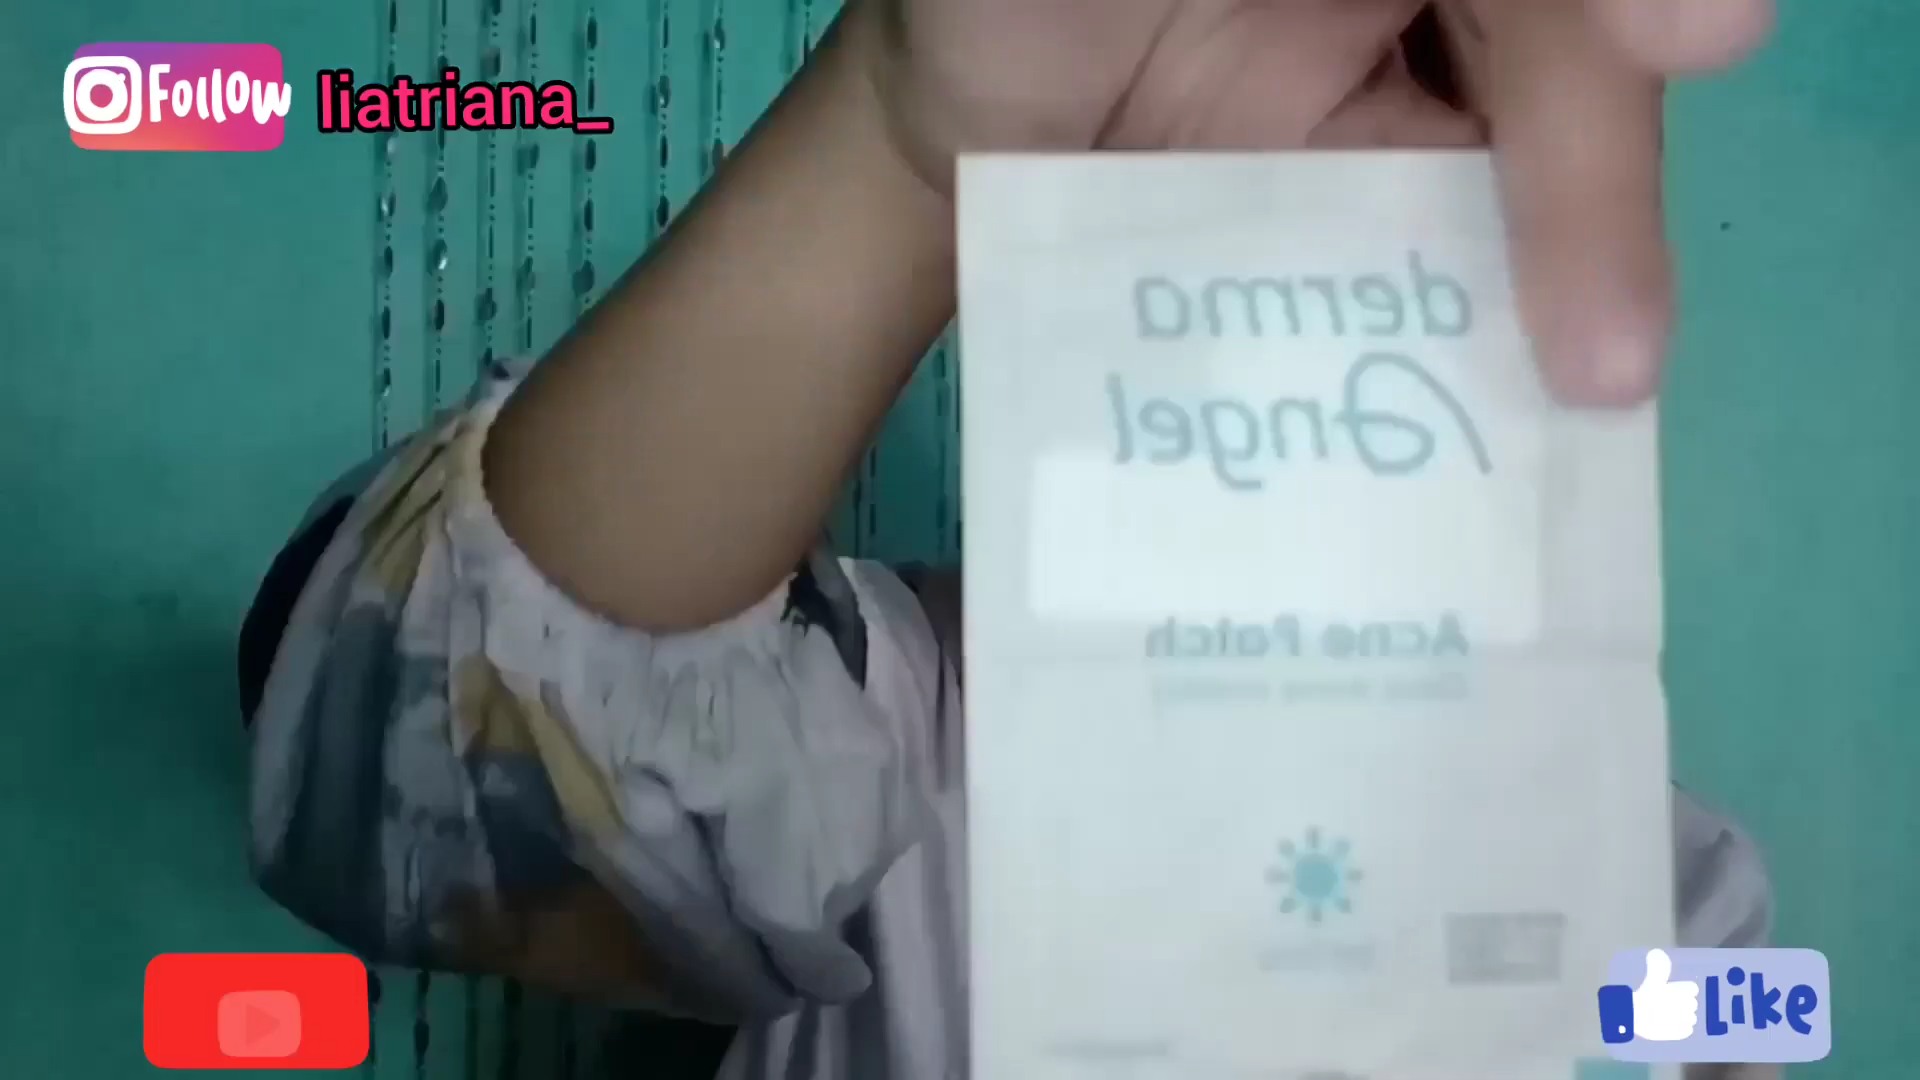 Follow
liatriana_
derma
Angel
Acne Patch
Like